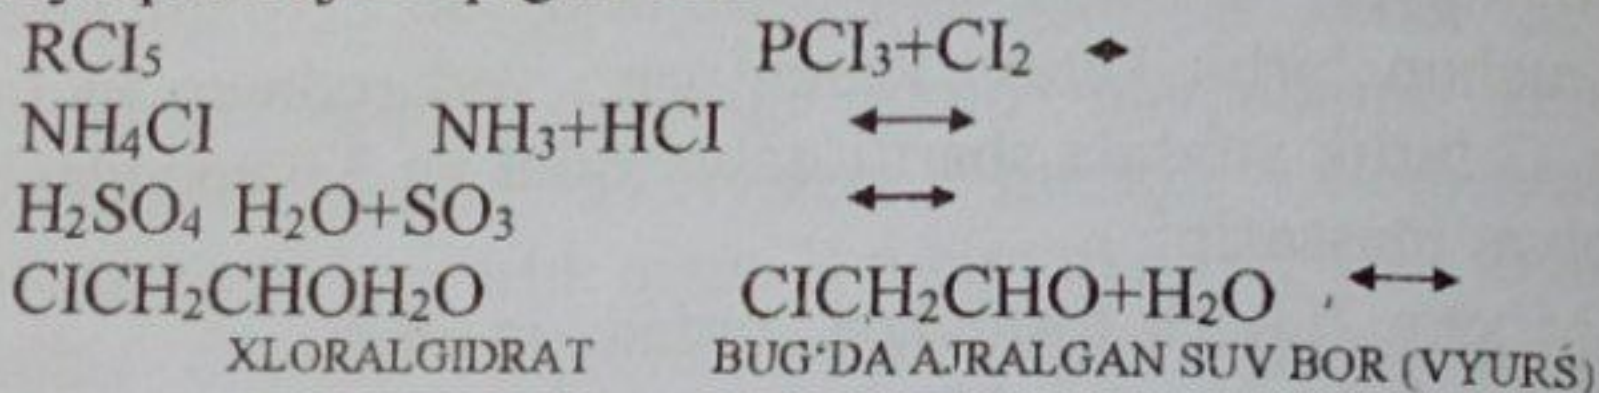 RCI₅ PCI₃+CI₂ ↔
NH₄CI NH₃+HCI ↔
H₂SO₄ H₂O+SO₃ ↔
CICH₂CHOH₂O CICH₂CHO+H₂O , ↔
XLORALGIDRAT BUG'DA AJRALGAN SUV BOR (VYURŚ)